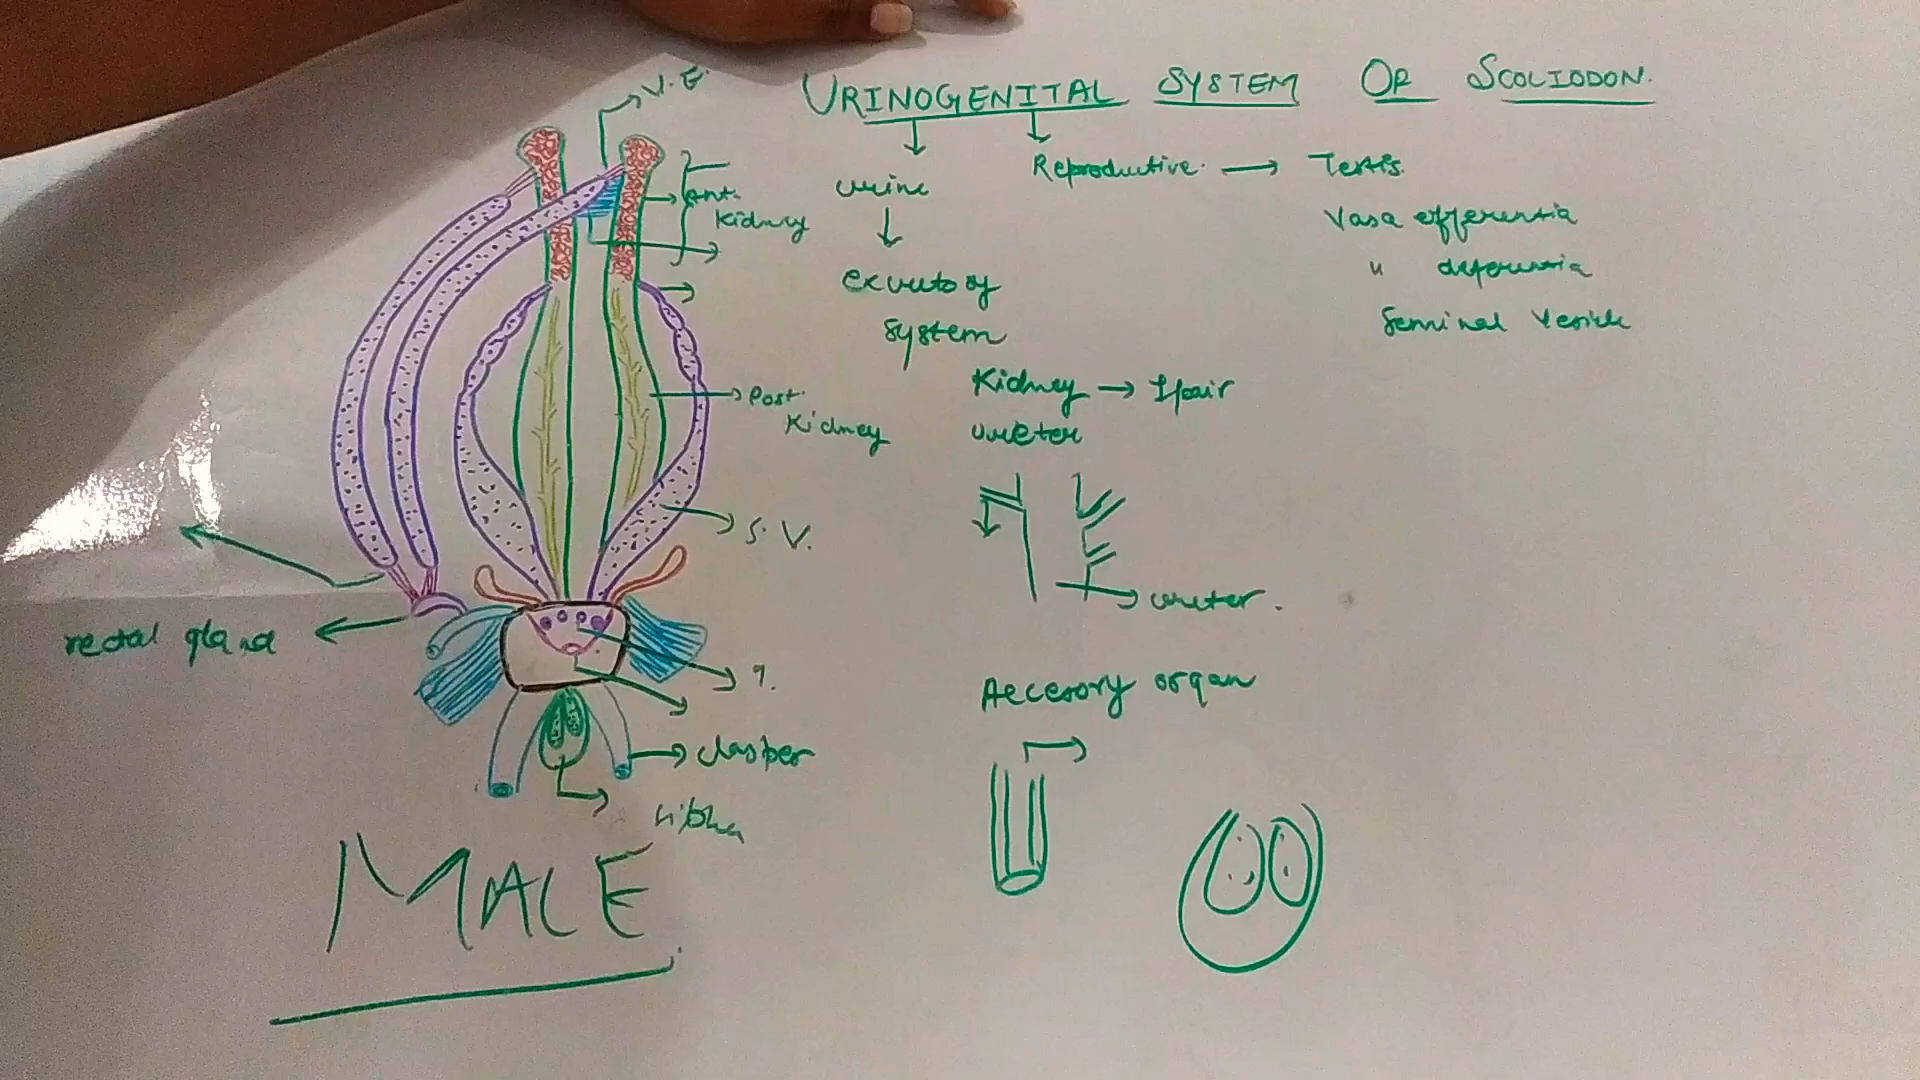 URINOGENITAL SYSTEM OF SCOLIODON.
V.E.
Reproductive. → Testis.
urine
Vasa efferentia
" deferentia
Seminal Vesicle
Ant.
Kidney
Excretory
system
Kidney → 1 pair
ureter
Post.
Kidney
S.V.
ureter.
rectal gland
?.
Accesory organ
clasper
MALE